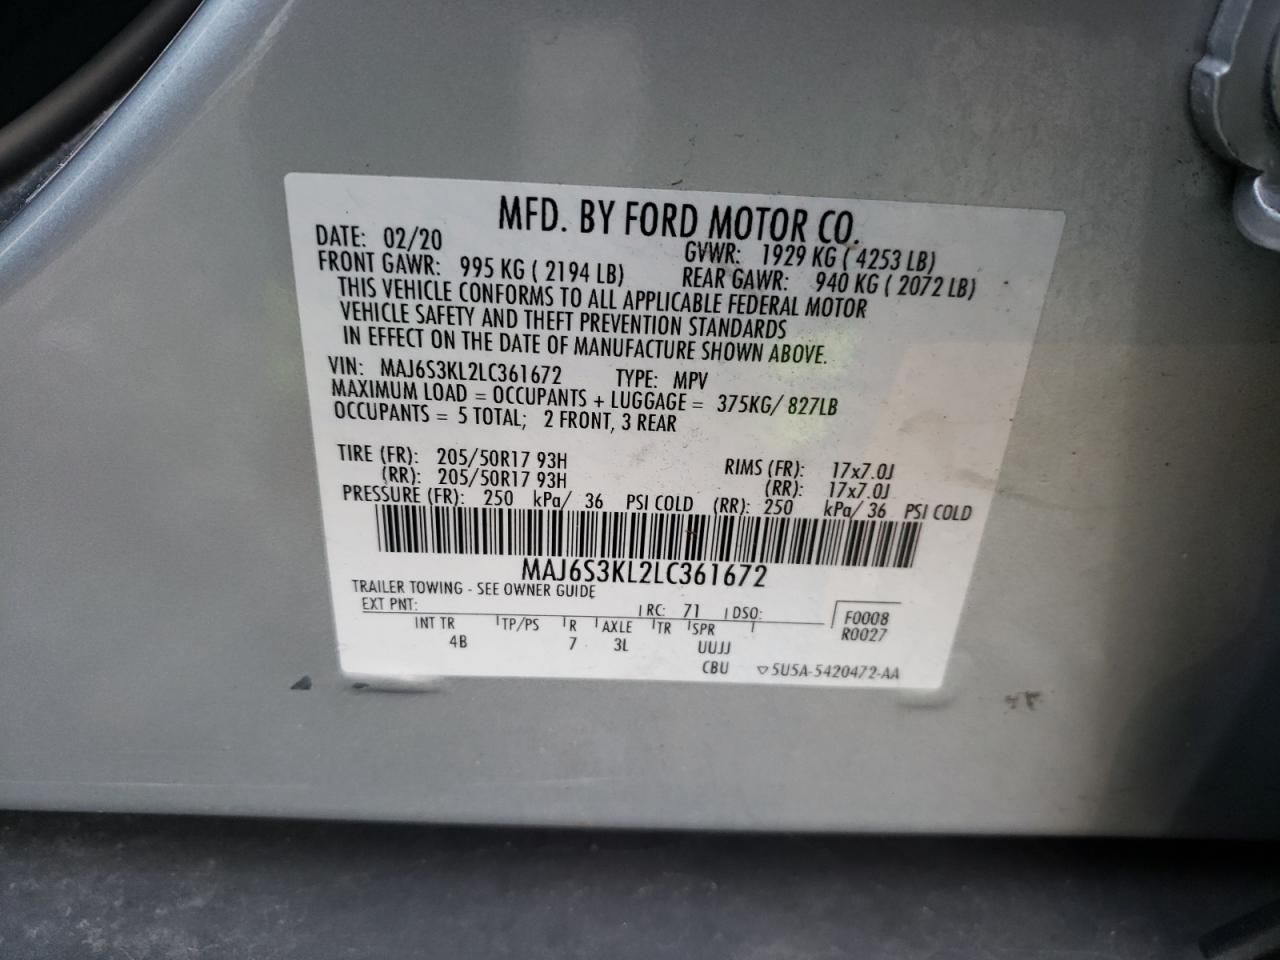 MFD. BY FORD MOTOR CO.
DATE: 02/20 GVWR: 1929 KG ( 4253 LB)
FRONT GAWR: 995 KG ( 2194 LB) REAR GAWR: 940 KG ( 2072 LB)
THIS VEHICLE CONFORMS TO ALL APPLICABLE FEDERAL MOTOR
VEHICLE SAFETY AND THEFT PREVENTION STANDARDS
IN EFFECT ON THE DATE OF MANUFACTURE SHOWN ABOVE.
VIN: MAJ6S3KL2LC361672 TYPE: MPV
MAXIMUM LOAD = OCCUPANTS + LUGGAGE = 375KG/ 827LB
OCCUPANTS = 5 TOTAL; 2 FRONT, 3 REAR
TIRE (FR): 205/50R17 93H RIMS (FR): 17x7.0J
(RR): 205/50R17 93H (RR): 17x7.0J
PRESSURE (FR): 250 kPa/ 36 PSI COLD (RR): 250 kPa/ 36 PSI COLD
MAJ6S3KL2LC361672
TRAILER TOWING - SEE OWNER GUIDE
EXT PNT: RC: 71 DSO: F0008
INT TR TP/PS R AXLE TR SPR R0027
4B 7 3L UUJJ
CBU ▽5U5A-5420472-AA